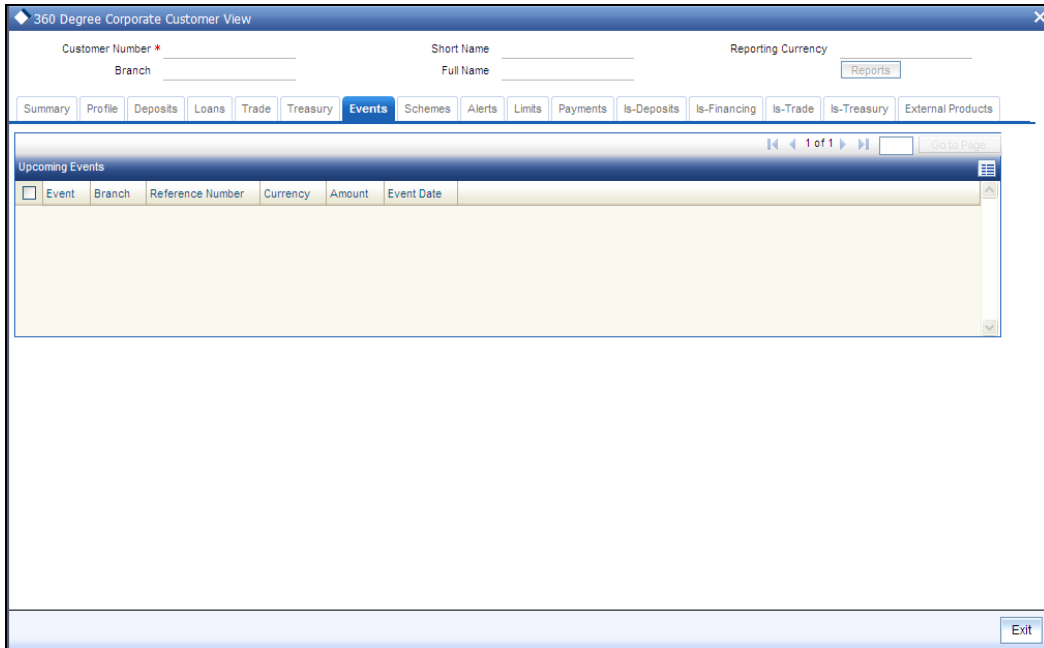 360 Degree Corporate Customer View
Customer Number * Short Name Reporting Currency
Branch Full Name Reports
Summary Profile Deposits Loans Trade Treasury Events Schemes Alerts Limits Payments Is-Deposits Is-Financing Is-Trade Is-Treasury External Products
1 of 1 Go to Page
Upcoming Events
Event Branch Reference Number Currency Amount Event Date
Exit